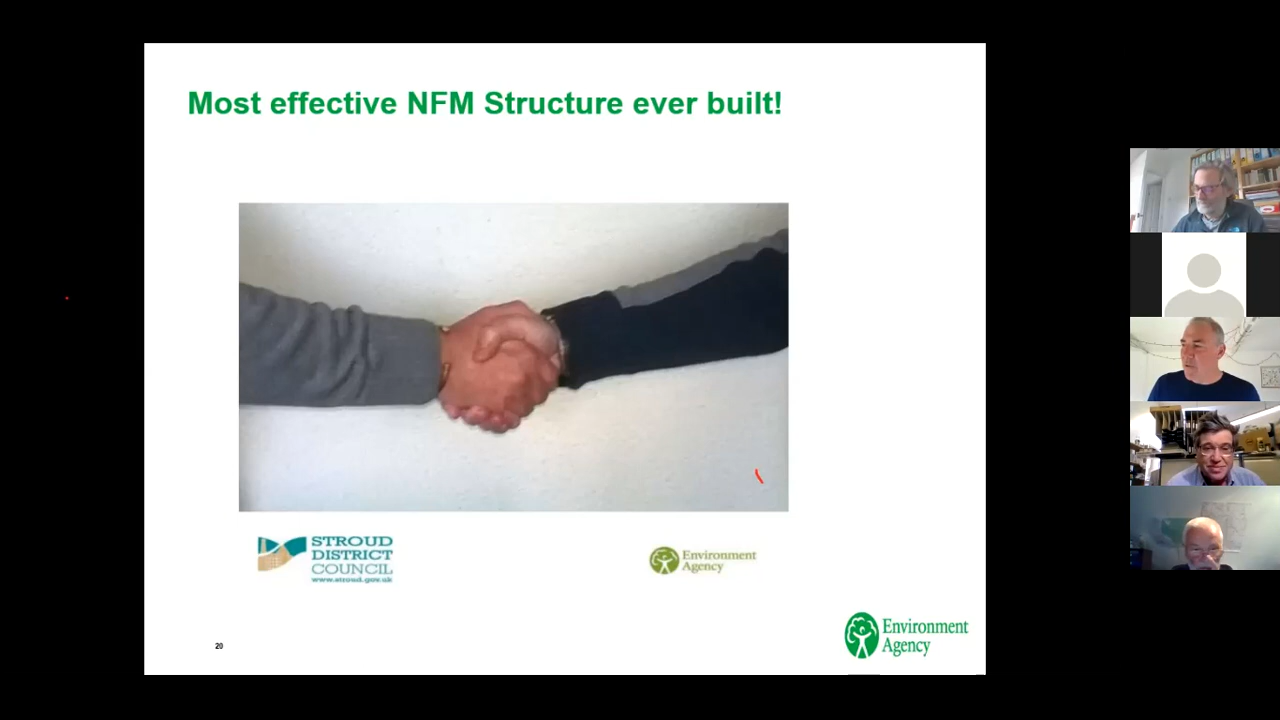 Most effective NFM Structure ever built!
STROUD
DISTRICT
COUNCIL
www.stroud.gov.uk
Environment
Agency
20
Environment
Agency